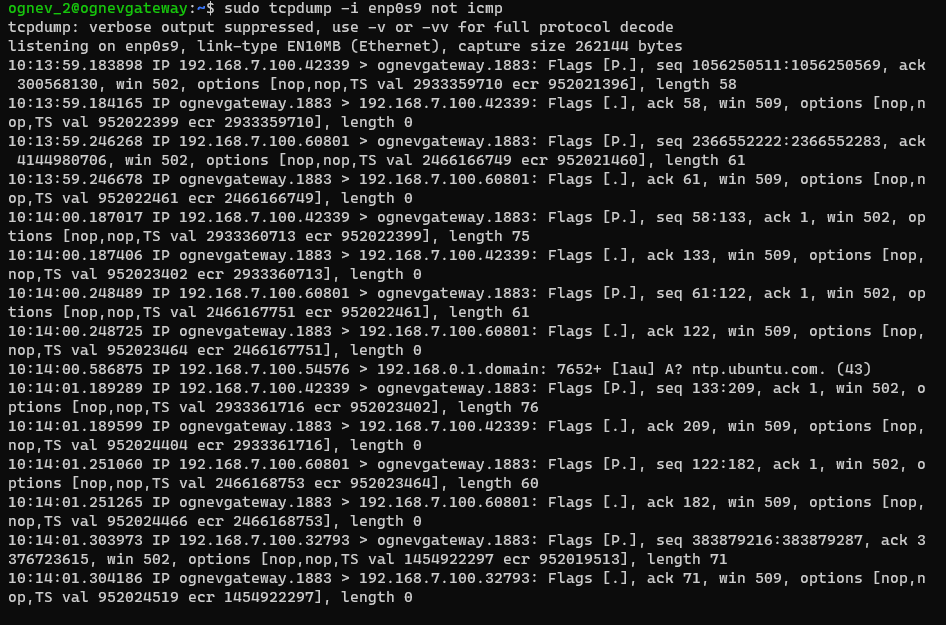 ognev_2@ognevgateway:~$ sudo tcpdump -i enp0s9 not icmp
tcpdump: verbose output suppressed, use -v or -vv for full protocol decode
listening on enp0s9, link-type EN10MB (Ethernet), capture size 262144 bytes
10:13:59.183898 IP 192.168.7.100.42339 > ognevgateway.1883: Flags [P.], seq 1056250511:1056250569, ack
 300568130, win 502, options [nop,nop,TS val 2933359710 ecr 952021396], length 58
10:13:59.184165 IP ognevgateway.1883 > 192.168.7.100.42339: Flags [.], ack 58, win 509, options [nop,n
op,TS val 952022399 ecr 2933359710], length 0
10:13:59.246268 IP 192.168.7.100.60801 > ognevgateway.1883: Flags [P.], seq 2366552222:2366552283, ack
 4144980706, win 502, options [nop,nop,TS val 2466166749 ecr 952021460], length 61
10:13:59.246678 IP ognevgateway.1883 > 192.168.7.100.60801: Flags [.], ack 61, win 509, options [nop,n
op,TS val 952022461 ecr 2466166749], length 0
10:14:00.187017 IP 192.168.7.100.42339 > ognevgateway.1883: Flags [P.], seq 58:133, ack 1, win 502, op
tions [nop,nop,TS val 2933360713 ecr 952022399], length 75
10:14:00.187406 IP ognevgateway.1883 > 192.168.7.100.42339: Flags [.], ack 133, win 509, options [nop,
nop,TS val 952023402 ecr 2933360713], length 0
10:14:00.248489 IP 192.168.7.100.60801 > ognevgateway.1883: Flags [P.], seq 61:122, ack 1, win 502, op
tions [nop,nop,TS val 2466167751 ecr 952022461], length 61
10:14:00.248725 IP ognevgateway.1883 > 192.168.7.100.60801: Flags [.], ack 122, win 509, options [nop,
nop,TS val 952023464 ecr 2466167751], length 0
10:14:00.586875 IP 192.168.7.100.54576 > 192.168.0.1.domain: 7652+ [1au] A? ntp.ubuntu.com. (43)
10:14:01.189289 IP 192.168.7.100.42339 > ognevgateway.1883: Flags [P.], seq 133:209, ack 1, win 502, o
ptions [nop,nop,TS val 2933361716 ecr 952023402], length 76
10:14:01.189599 IP ognevgateway.1883 > 192.168.7.100.42339: Flags [.], ack 209, win 509, options [nop,
nop,TS val 952024404 ecr 2933361716], length 0
10:14:01.251060 IP 192.168.7.100.60801 > ognevgateway.1883: Flags [P.], seq 122:182, ack 1, win 502, o
ptions [nop,nop,TS val 2466168753 ecr 952023464], length 60
10:14:01.251265 IP ognevgateway.1883 > 192.168.7.100.60801: Flags [.], ack 182, win 509, options [nop,
nop,TS val 952024466 ecr 2466168753], length 0
10:14:01.303973 IP 192.168.7.100.32793 > ognevgateway.1883: Flags [P.], seq 383879216:383879287, ack 3
376723615, win 502, options [nop,nop,TS val 1454922297 ecr 952019513], length 71
10:14:01.304186 IP ognevgateway.1883 > 192.168.7.100.32793: Flags [.], ack 71, win 509, options [nop,n
op,TS val 952024519 ecr 1454922297], length 0